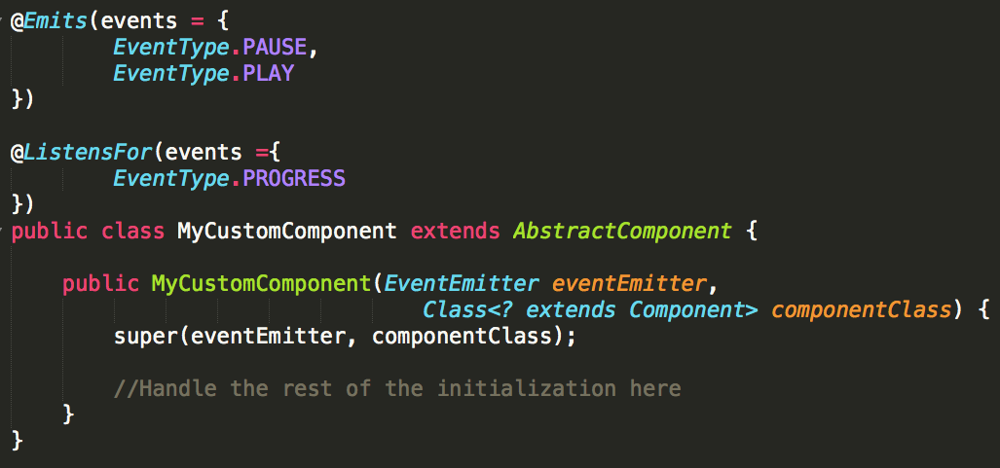 @Emits(events = {
        EventType.PAUSE,
        EventType.PLAY
})

@ListensFor(events ={
        EventType.PROGRESS
})
public class MyCustomComponent extends AbstractComponent {

    public MyCustomComponent(EventEmitter eventEmitter,
                                Class<? extends Component> componentClass) {
        super(eventEmitter, componentClass);

        //Handle the rest of the initialization here
    }
}